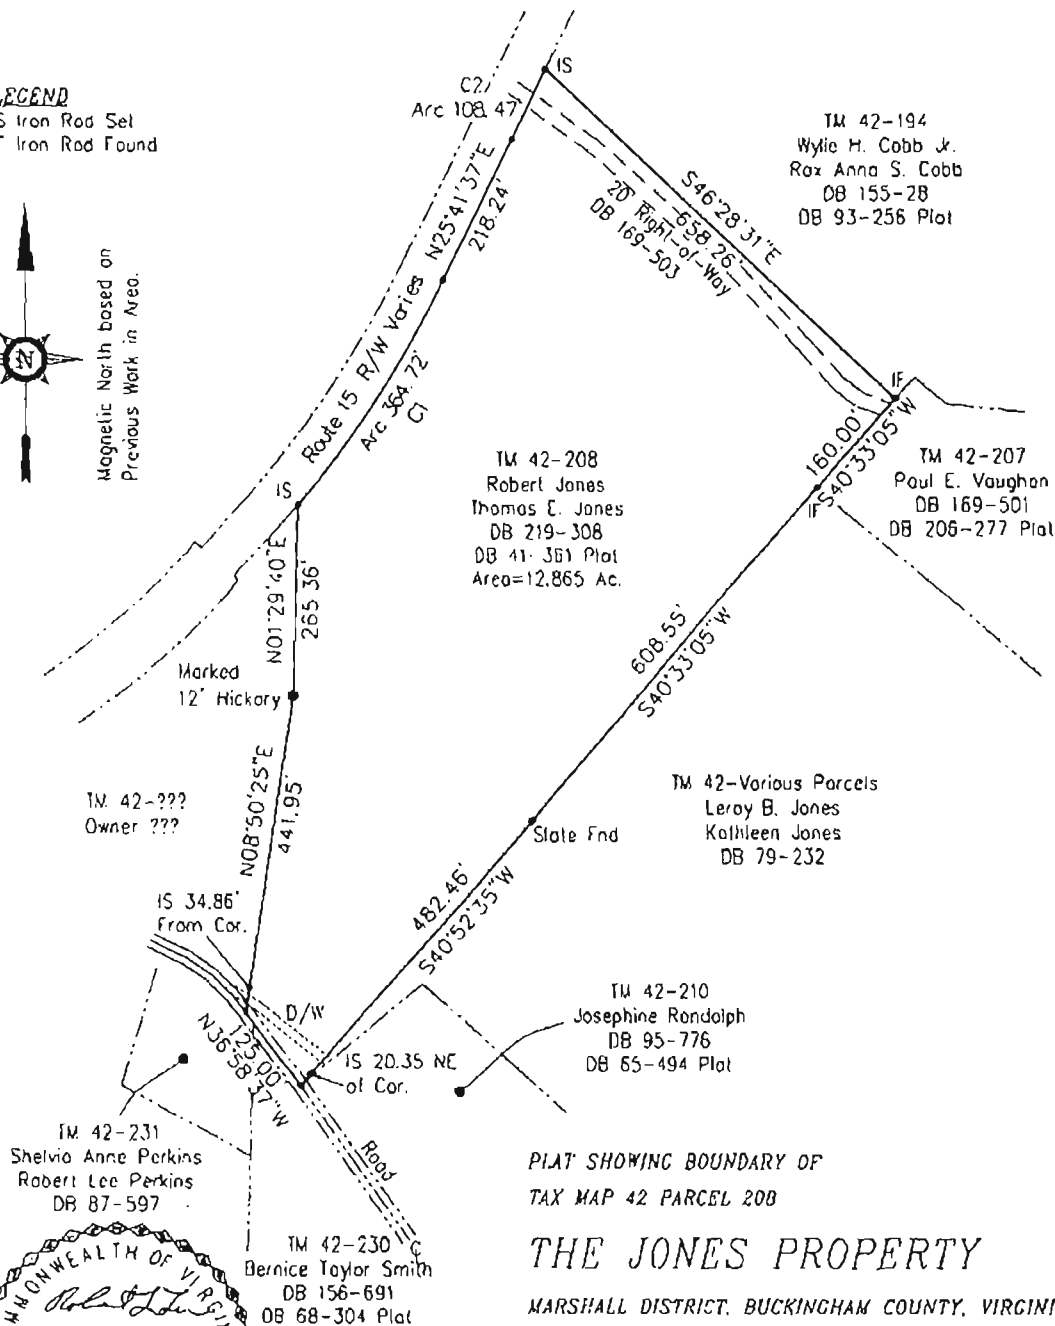 LEGEND
S Iron Rod Set
F Iron Rod Found
Magnetic North based on
Previous Work in Area.
N
IS
C2
Arc 108.47'
N25°41'37"E
218.24'
Route 15 R/W Varies
Arc 364.72'
C1
IS
S46°28'31"E
658.26'
20' Right-of-Way
DB 169-503
TM 42-194
Wylie H. Cobb Jr.
Rox Anna S. Cobb
DB 155-28
DB 93-256 Plat
IF
160.00'
S40°33'05"W
IF
TM 42-207
Paul E. Vaughan
DB 169-501
DB 206-277 Plat
TM 42-208
Robert Jones
Thomas E. Jones
DB 219-308
DB 41-361 Plat
Area=12.865 Ac.
N01°29'40"E
265.36'
Marked
12" Hickory
608.55'
S40°33'05"W
N08°50'25"E
441.95'
TM 42-???
Owner ???
TM 42-Various Parcels
Leroy B. Jones
Kathleen Jones
DB 79-232
State Fnd
482.46'
S40°52'35"W
IS 34.86'
From Cor.
D/W
125.00'
N36°58'37"W
IS 20.35 NE
of Cor.
TM 42-210
Josephine Randolph
DB 95-776
DB 65-494 Plat
TM 42-231
Shelvia Anne Perkins
Robert Lee Perkins
DB 87-597
Road
TM 42-230
Bernice Taylor Smith
DB 156-691
DB 68-304 Plat
PLAT SHOWING BOUNDARY OF
TAX MAP 42 PARCEL 208
THE JONES PROPERTY
MARSHALL DISTRICT, BUCKINGHAM COUNTY, VIRGINI
MMONWEALTH OF VIRGIN